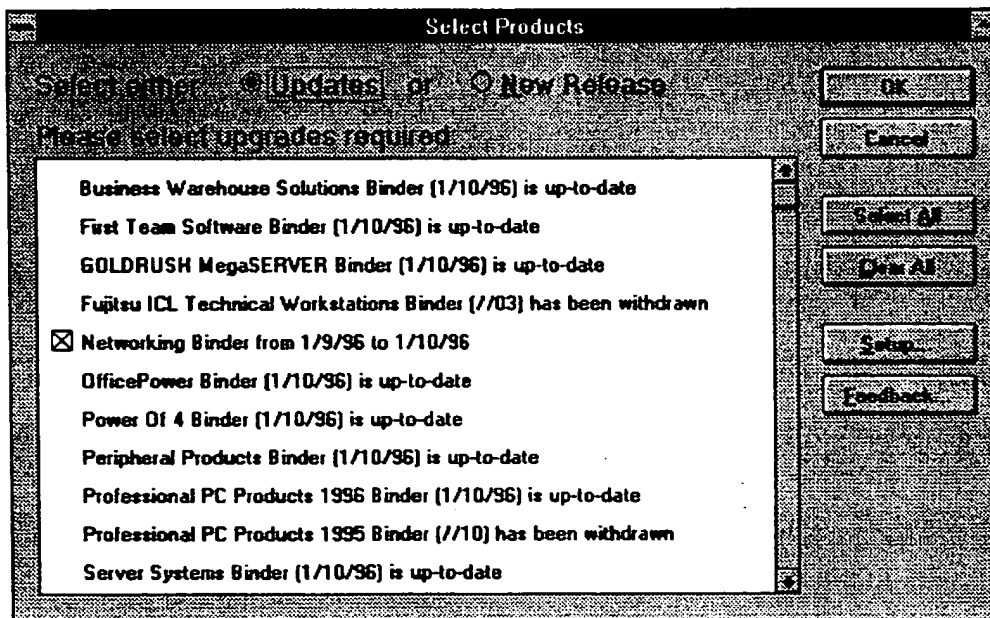 Select Products
Select either Updates or New Release
Please select upgrades required
Business Warehouse Solutions Binder (1/10/96) is up-to-date
First Team Software Binder (1/10/96) is up-to-date
GOLDRUSH MegaSERVER Binder (1/10/96) is up-to-date
Fujitsu ICL Technical Workstations Binder (//03) has been withdrawn
Networking Binder from 1/9/96 to 1/10/96
OfficePower Binder (1/10/96) is up-to-date
Power Of 4 Binder (1/10/96) is up-to-date
Peripheral Products Binder (1/10/96) is up-to-date
Professional PC Products 1996 Binder (1/10/96) is up-to-date
Professional PC Products 1995 Binder (//10) has been withdrawn
Server Systems Binder (1/10/96) is up-to-date
OK
Cancel
Select All
Clear All
Setup...
Feedback...